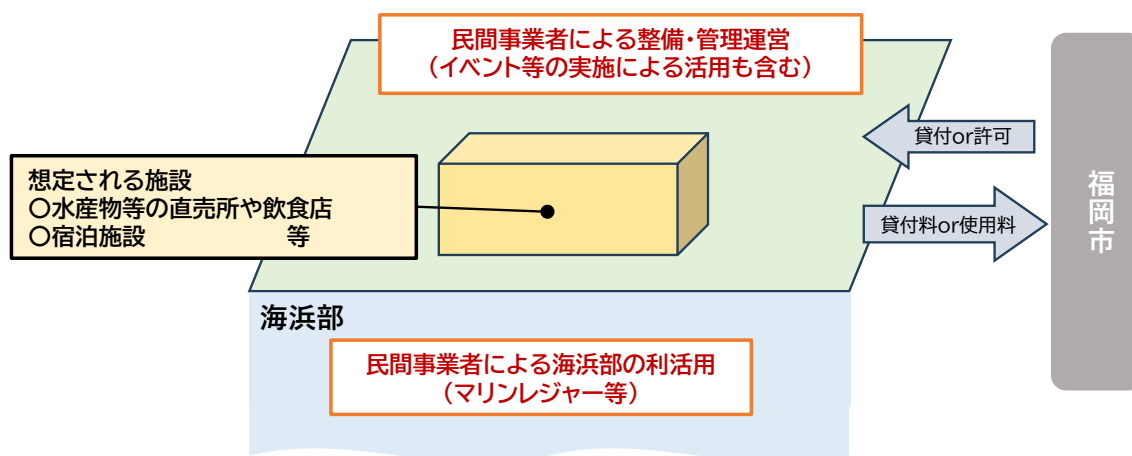 民間事業者による整備・管理運営
（イベント等の実施による活用も含む）
貸付or許可
想定される施設
〇水産物等の直売所や飲食店
〇宿泊施設　　　　　等
貸付料or使用料
福岡市
海浜部
民間事業者による海浜部の利活用
（マリンレジャー等）